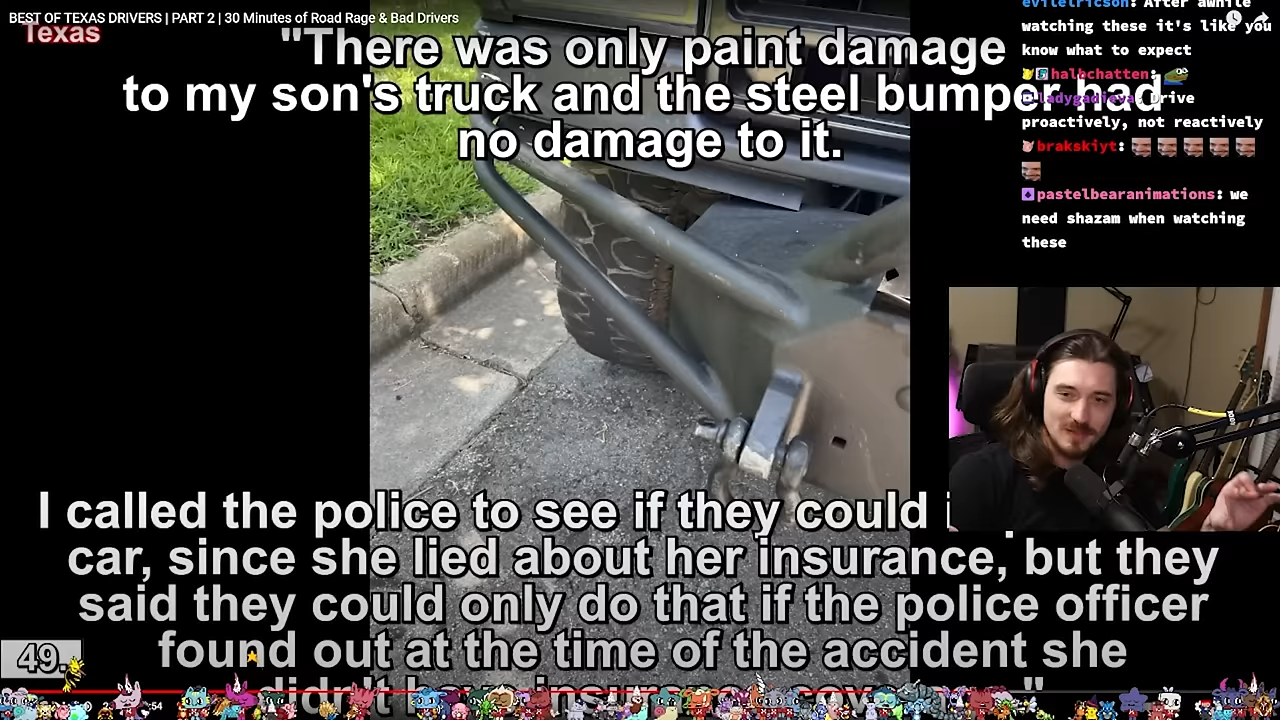 BEST OF TEXAS DRIVERS | PART 2 | 30 Minutes of Road Rage & Bad Drivers
Texas
"There was only paint damage
to my son's truck and the steel bumper had
no damage to it.
I called the police to see if they could
car, since she lied about her insurance, but they
said they could only do that if the police officer
found out at the time of the accident she
didn't
49.
evilelricson: After awhile
watching these it's like you
know what to expect
halbchatten:
ladygadieva: Drive
proactively, not reactively
brakskiyt:
pastelbearanimations: we
need shazam when watching
these